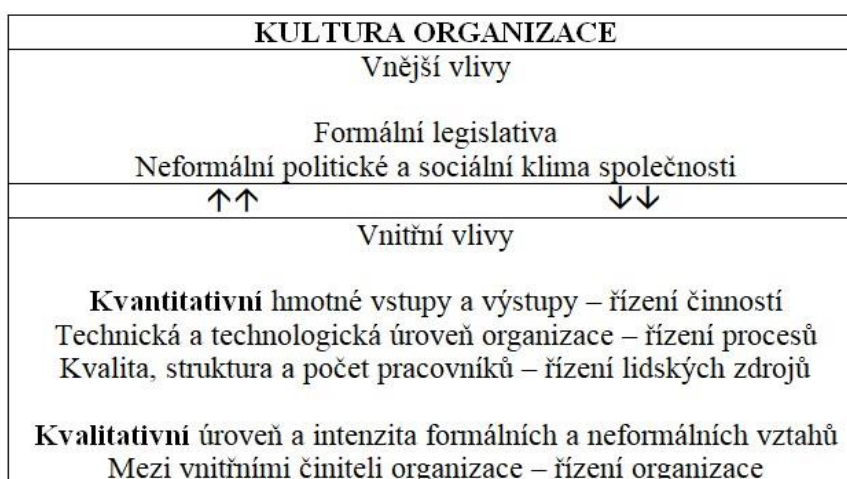 KULTURA ORGANIZACE
Vnější vlivy
Formální legislativa
Neformální politické a sociální klima společnosti
↑↑ ↓↓
Vnitřní vlivy
Kvantitativní hmotné vstupy a výstupy – řízení činností
Technická a technologická úroveň organizace – řízení procesů
Kvalita, struktura a počet pracovníků – řízení lidských zdrojů
Kvalitativní úroveň a intenzita formálních a neformálních vztahů
Mezi vnitřními činiteli organizace – řízení organizace